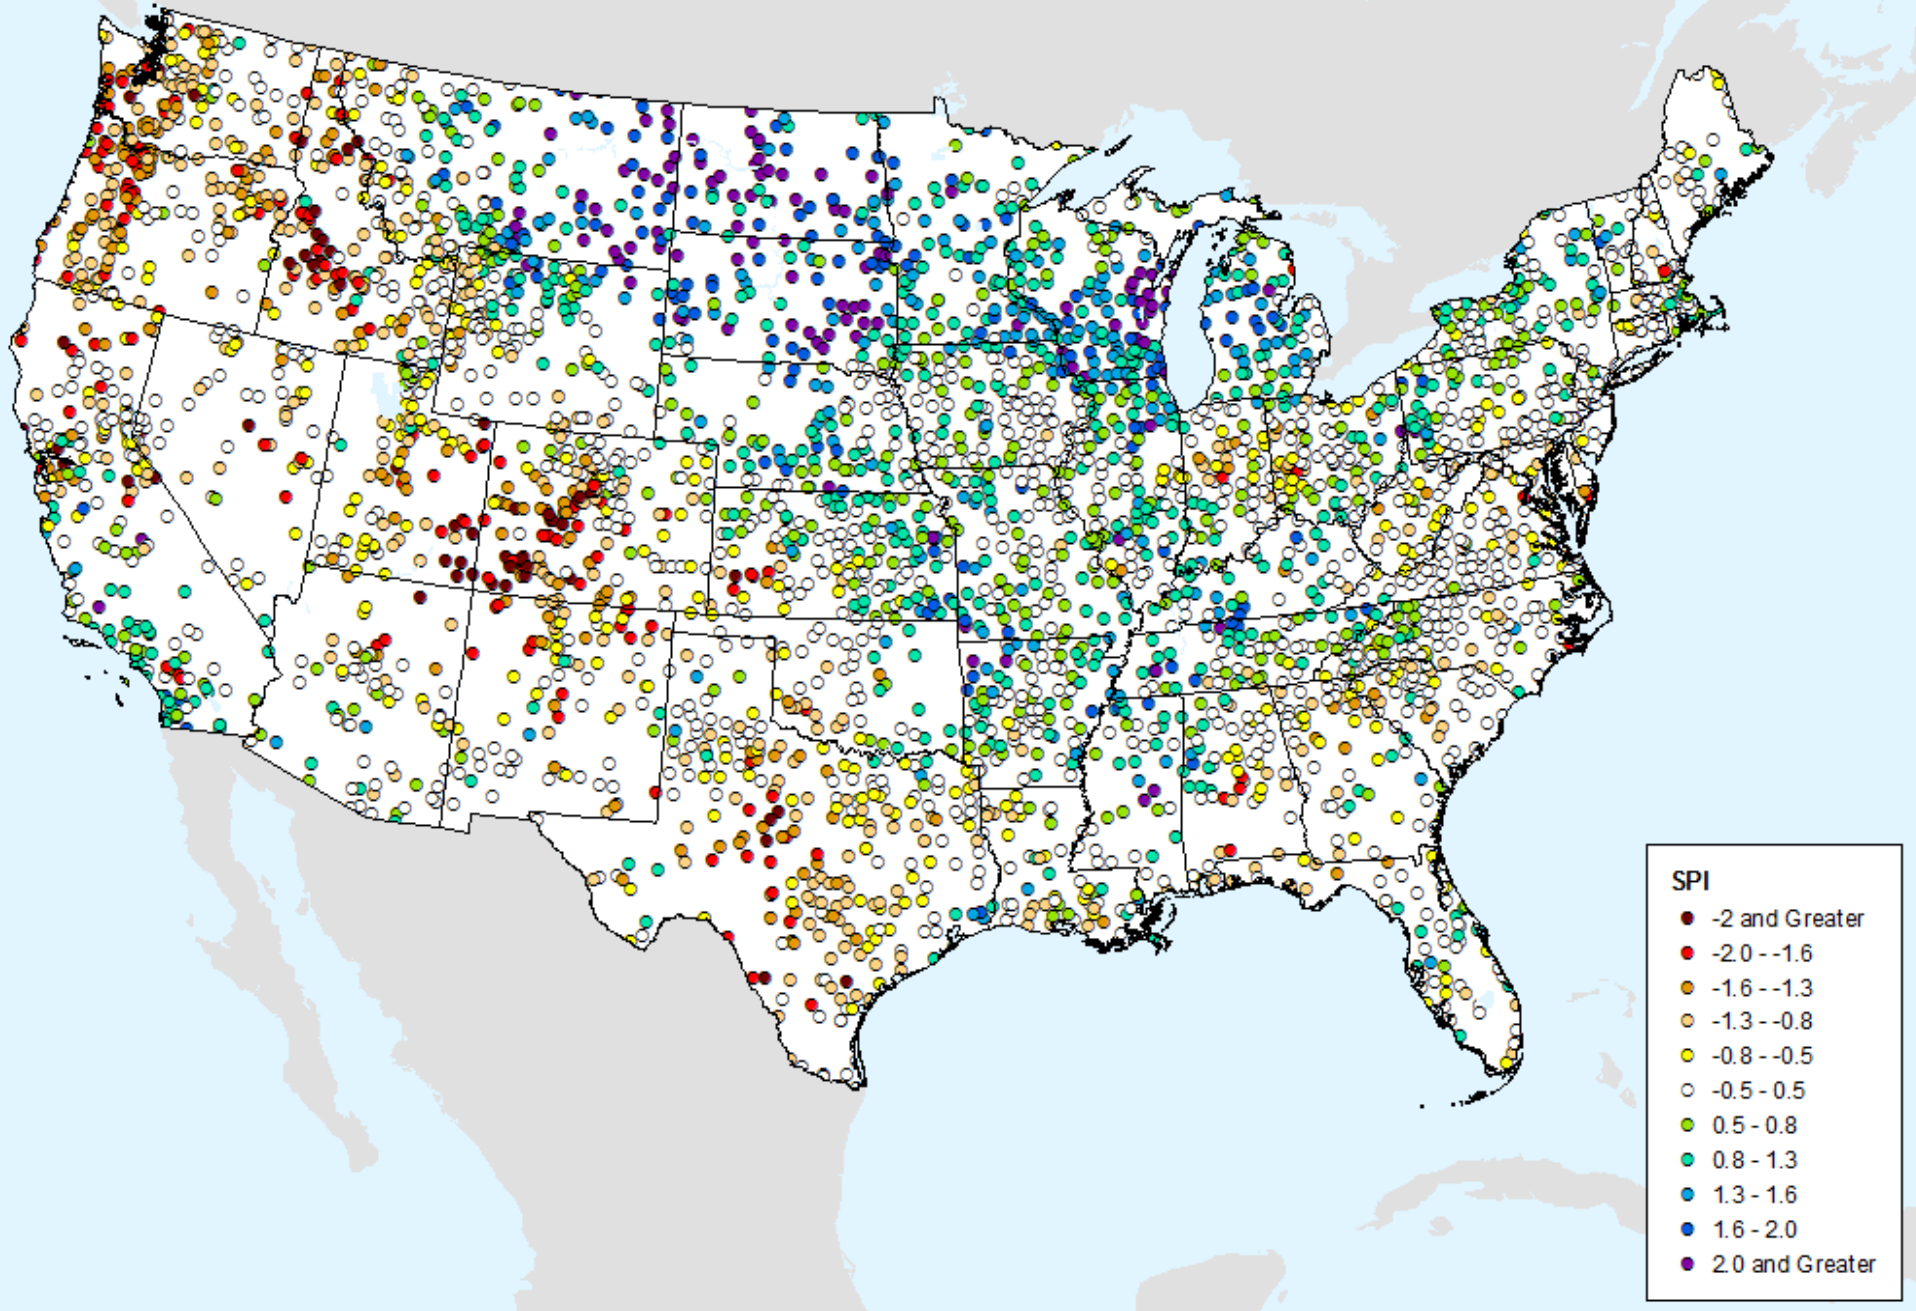 SPI
-2 and Greater
-2.0 - -1.6
-1.6 - -1.3
-1.3 - -0.8
-0.8 - -0.5
-0.5 - 0.5
0.5 - 0.8
0.8 - 1.3
1.3 - 1.6
1.6 - 2.0
2.0 and Greater